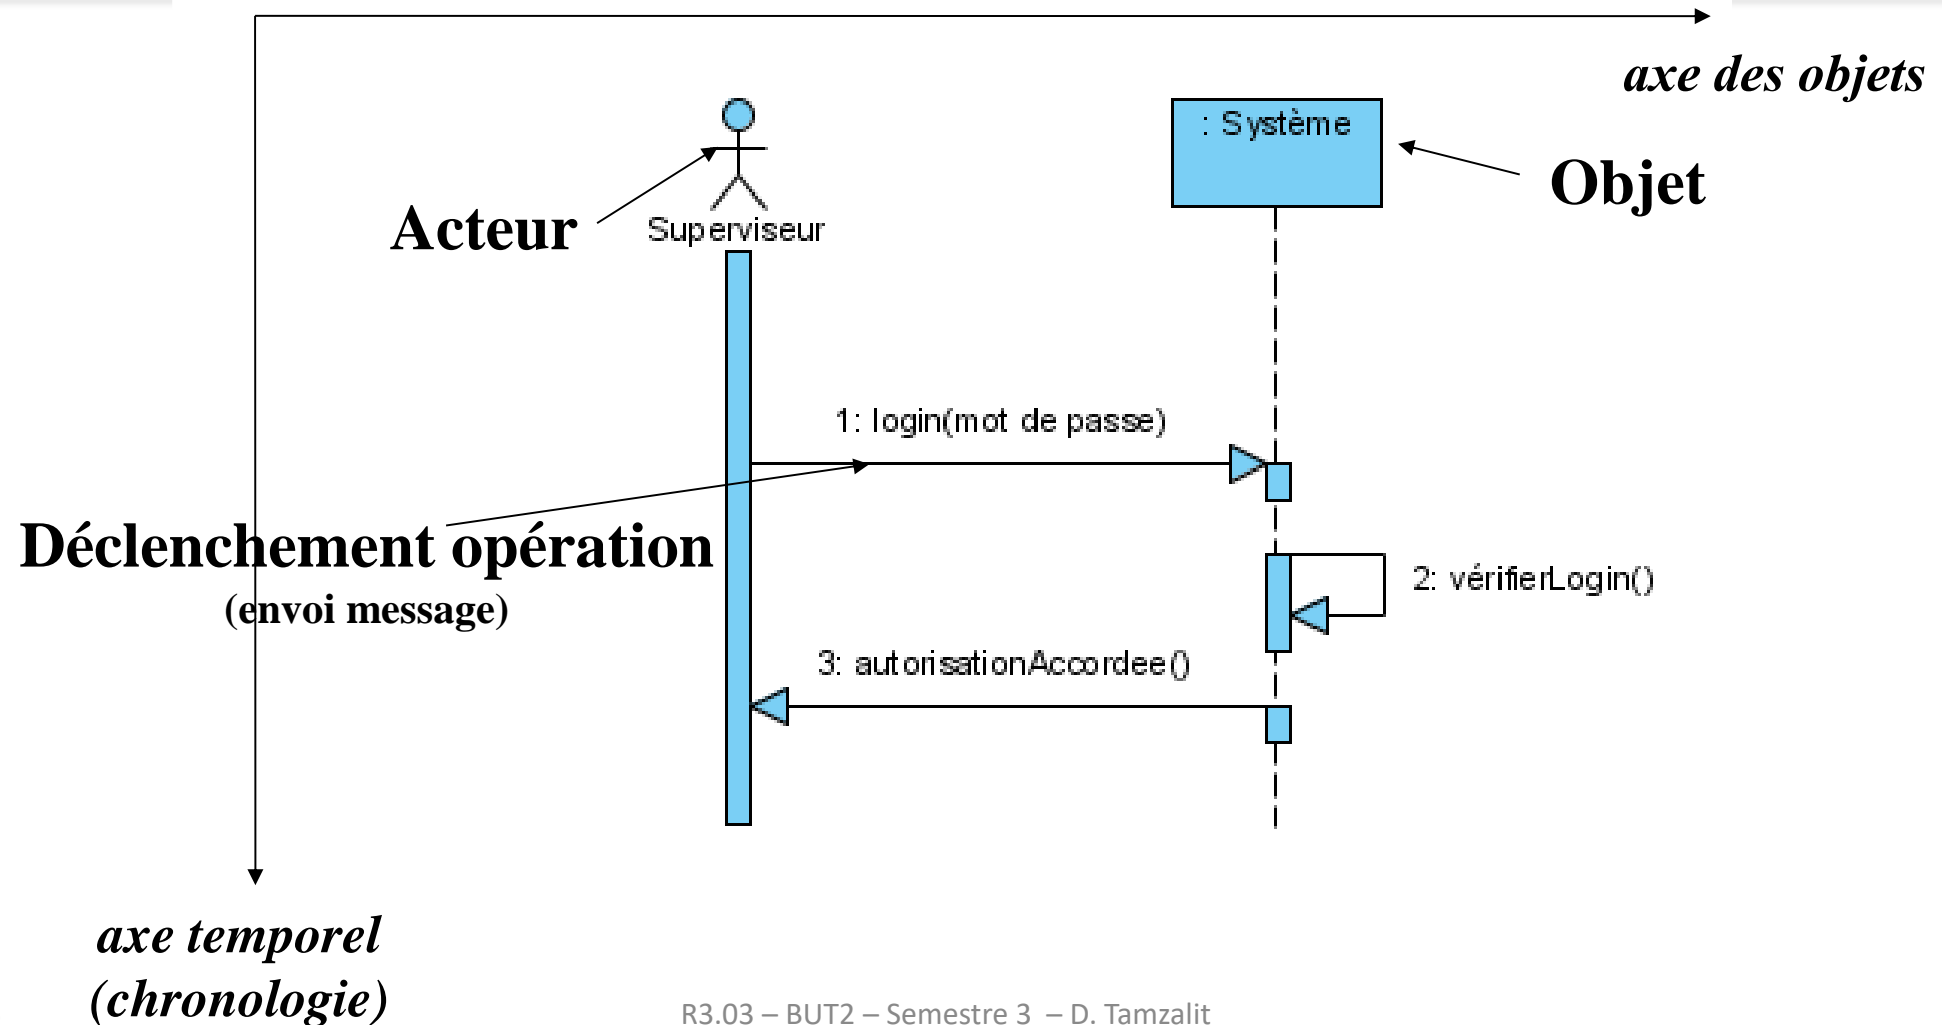 axe des objets
: Système
Objet
Acteur
Superviseur
1: login(mot de passe)
Déclenchement opération
(envoi message)
2: vérifierLogin()
3: autorisationAccordee()
axe temporel
(chronologie)
R3.03 – BUT2 – Semestre 3 – D. Tamzalit